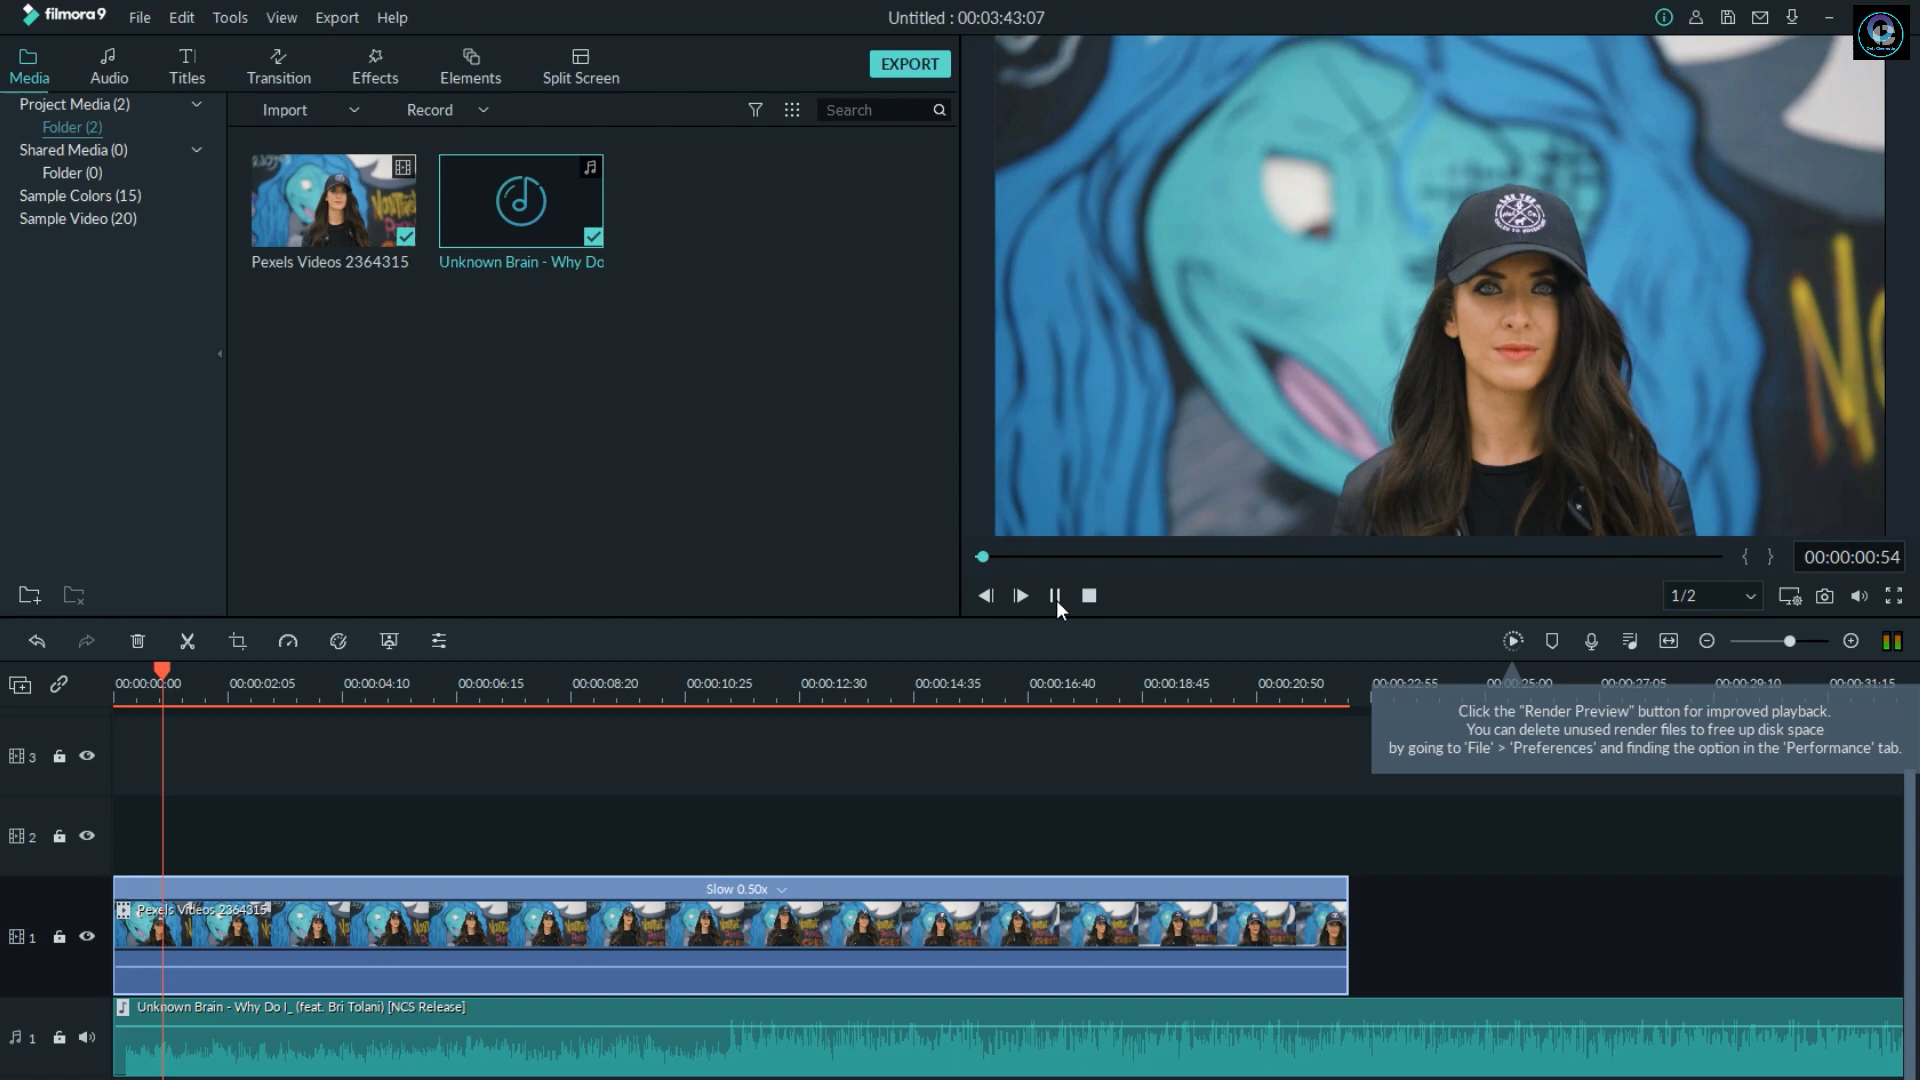 filmora9
File Edit Tools View Export Help
Untitled : 00:03:43:07
Media Audio Titles Transition Effects Elements Split Screen
EXPORT
Project Media (2)
Folder (2)
Shared Media (0)
Folder (0)
Sample Colors (15)
Sample Video (20)
Import Record Search
Pexels Videos 2364315
Unknown Brain - Why Do
{ } 00:00:00:54
1/2
00:00:00:00 00:00:02:05 00:00:04:10 00:00:06:15 00:00:08:20 00:00:10:25 00:00:12:30 00:00:14:35 00:00:16:40 00:00:18:45 00:00:20:50 00:00:22:55 00:00:25:00 00:00:27:05 00:00:29:10 00:00:31:15
Click the "Render Preview" button for improved playback.
You can delete unused render files to free up disk space
by going to 'File' > 'Preferences' and finding the option in the 'Performance' tab.
3
2
Slow 0.50x
Pexels Videos 2364315
1
Unknown Brain - Why Do I_ (feat. Bri Tolani) [NCS Release]
1